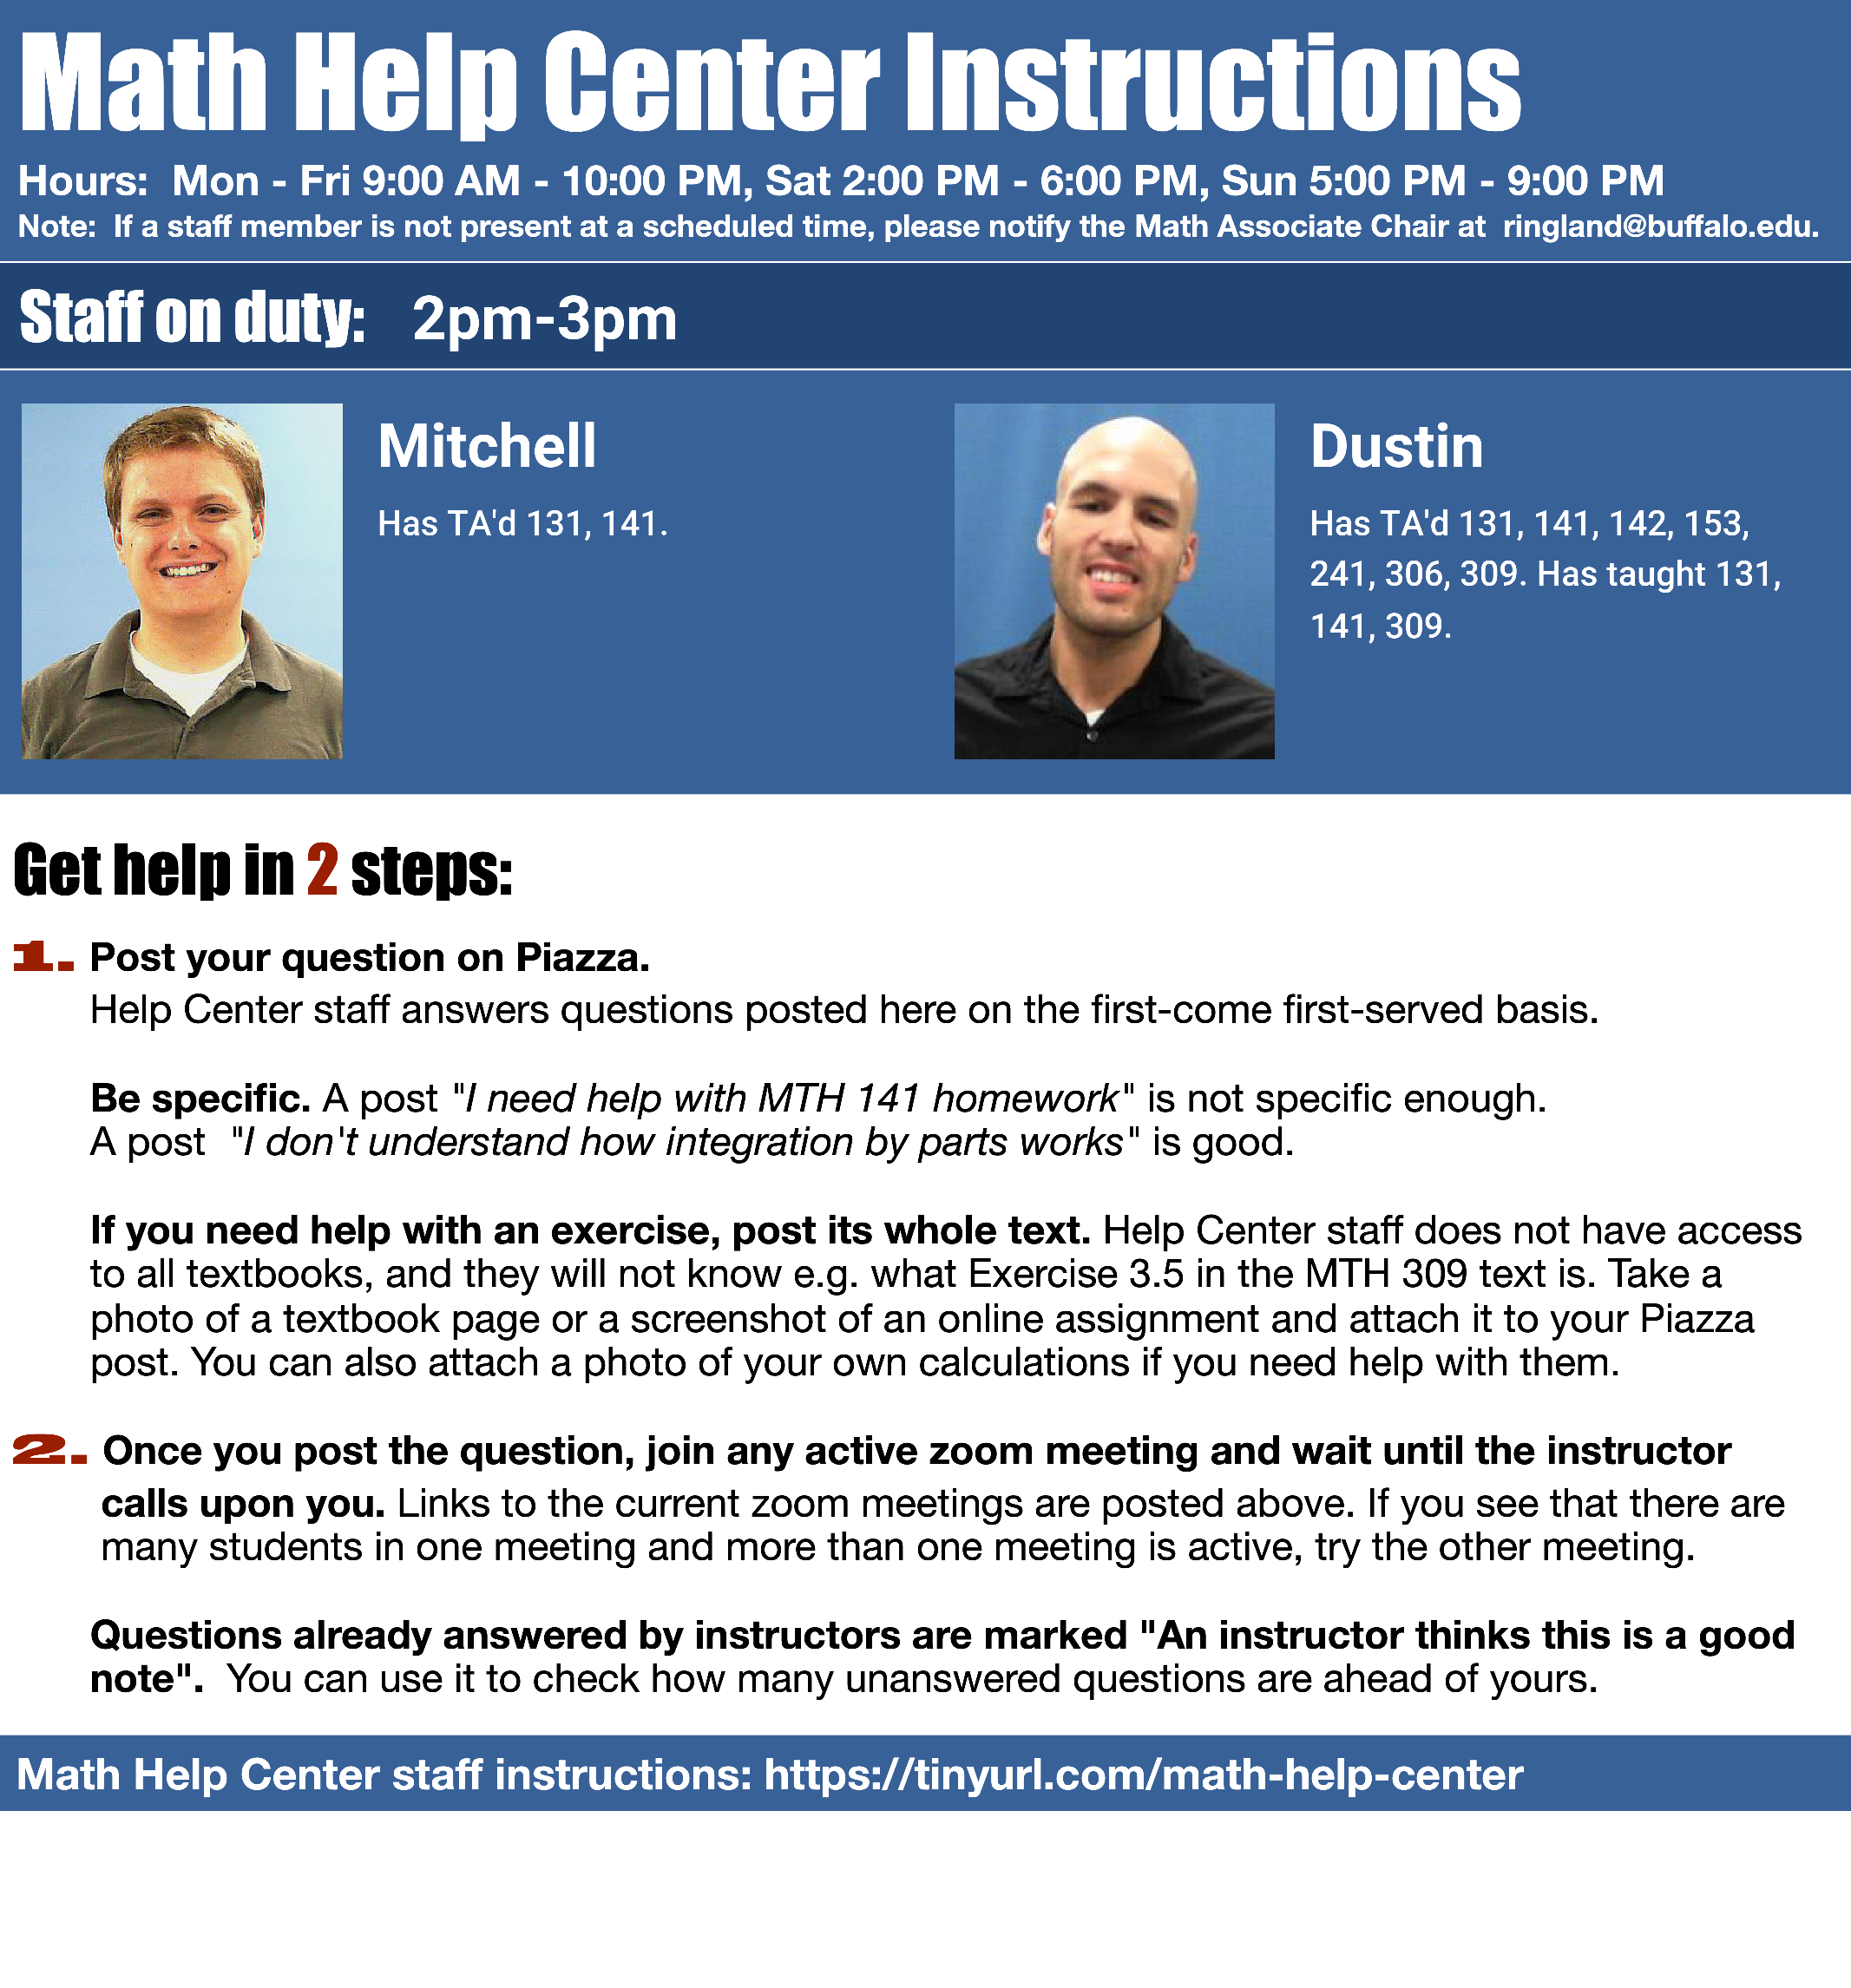 Math Help Center Instructions
Hours:  Mon - Fri 9:00 AM - 10:00 PM, Sat 2:00 PM - 6:00 PM, Sun 5:00 PM - 9:00 PM
Note:  If a staff member is not present at a scheduled time, please notify the Math Associate Chair at  ringland@buffalo.edu.
Staff on duty:   2pm-3pm
Mitchell
Has TA'd 131, 141.
Dustin
Has TA'd 131, 141, 142, 153,
241, 306, 309. Has taught 131,
141, 309.
Get help in 2 steps:
1. Post your question on Piazza.
Help Center staff answers questions posted here on the first-come first-served basis.
Be specific. A post "I need help with MTH 141 homework" is not specific enough.
A post  "I don't understand how integration by parts works" is good.
If you need help with an exercise, post its whole text. Help Center staff does not have access
to all textbooks, and they will not know e.g. what Exercise 3.5 in the MTH 309 text is. Take a
photo of a textbook page or a screenshot of an online assignment and attach it to your Piazza
post. You can also attach a photo of your own calculations if you need help with them.
2. Once you post the question, join any active zoom meeting and wait until the instructor
calls upon you. Links to the current zoom meetings are posted above. If you see that there are
many students in one meeting and more than one meeting is active, try the other meeting.
Questions already answered by instructors are marked "An instructor thinks this is a good
note".  You can use it to check how many unanswered questions are ahead of yours.
Math Help Center staff instructions: https://tinyurl.com/math-help-center